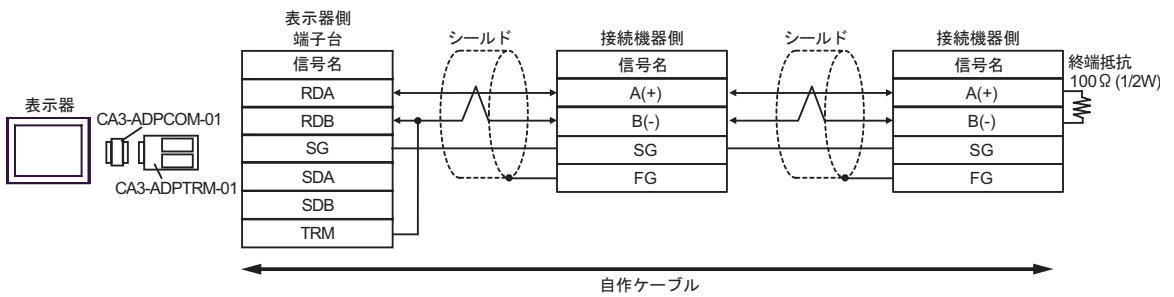 表示器
CA3-ADPCOM-01
CA3-ADPTRM-01
表示器側
端子台
信号名
RDA
RDB
SG
SDA
SDB
TRM
シールド
接続機器側
信号名
A(+)
B(-)
SG
FG
シールド
接続機器側
信号名
A(+)
B(-)
SG
FG
終端抵抗
100Ω(1/2W)
自作ケーブル